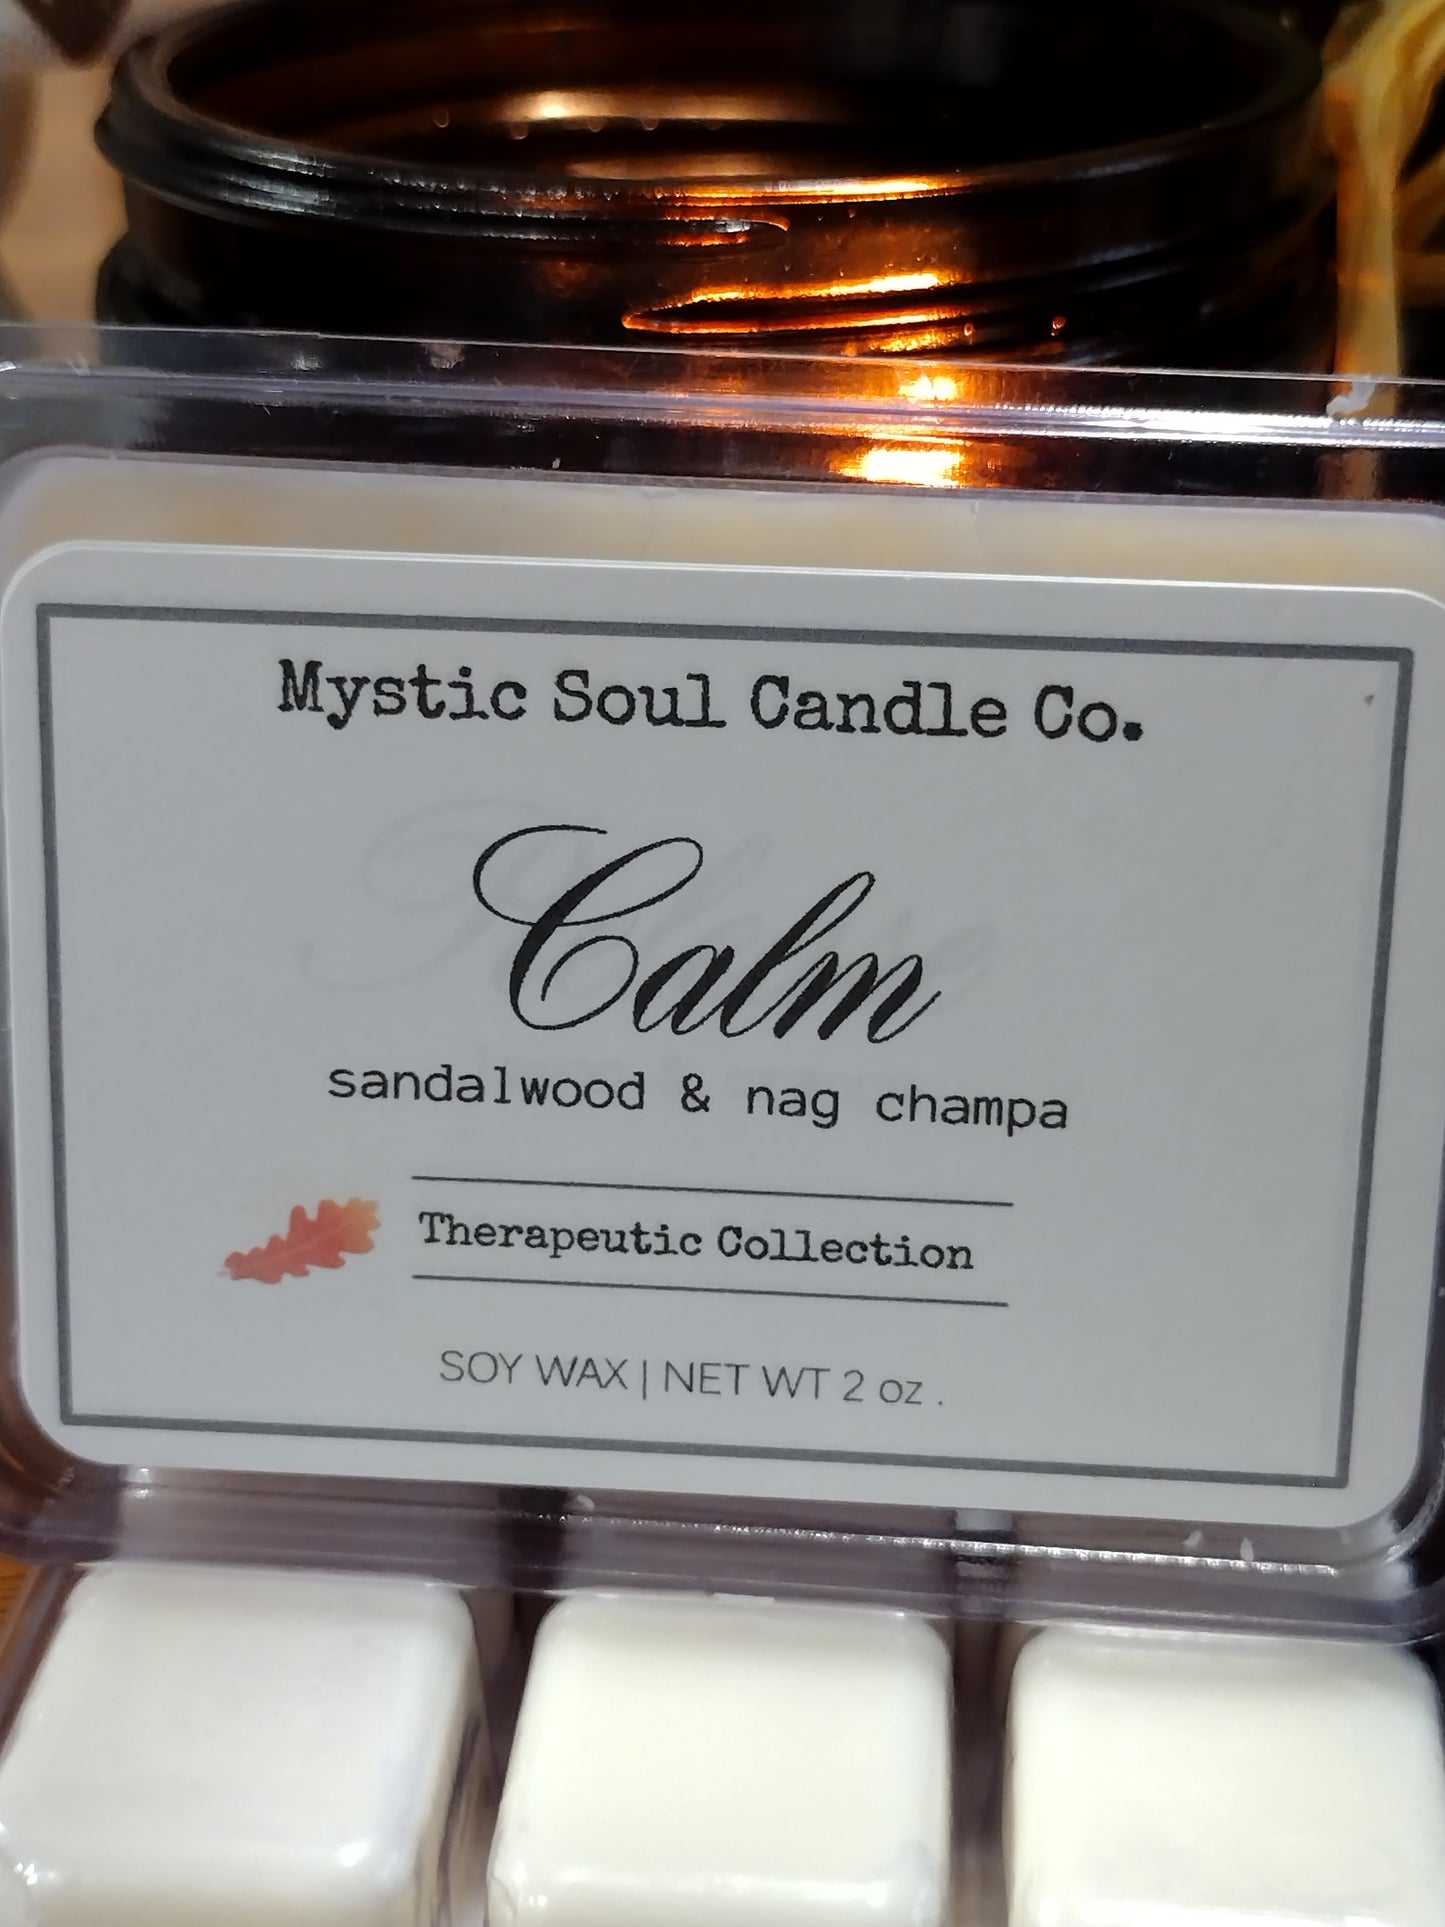 Mystic Soul Candle Co.
Calm
sandalwood & nag champa
Therapeutic Collection
SOY WAX | NET WT 2 oz .